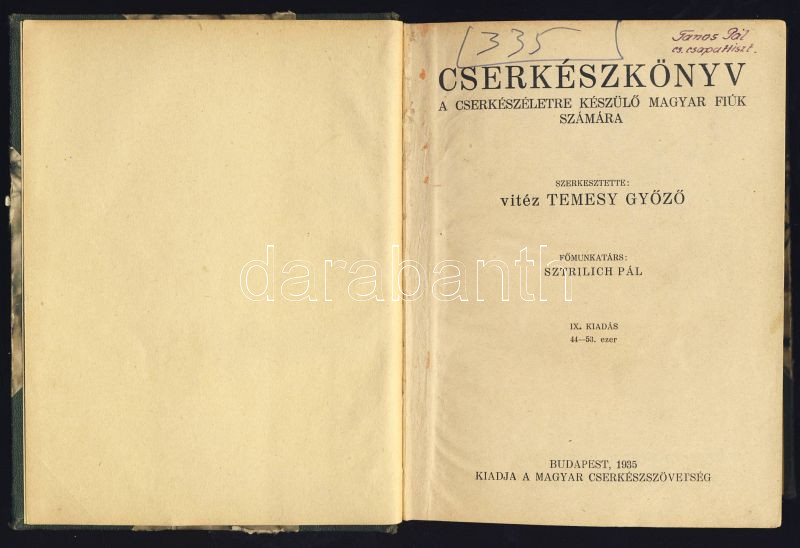 335
Tanos Pál
cs. csapattiszt.
CSERKÉSZKÖNYV
A CSERKÉSZÉLETRE KÉSZÜLŐ MAGYAR FIÚK
SZÁMÁRA
SZERKESZTETTE:
vitéz TEMESY GYŐZŐ
FŐMUNKATÁRS:
SZTRILICH PÁL
darabanth
IX. KIADÁS
44—53. ezer
BUDAPEST, 1935
KIADJA A MAGYAR CSERKÉSZSZÖVETSÉG